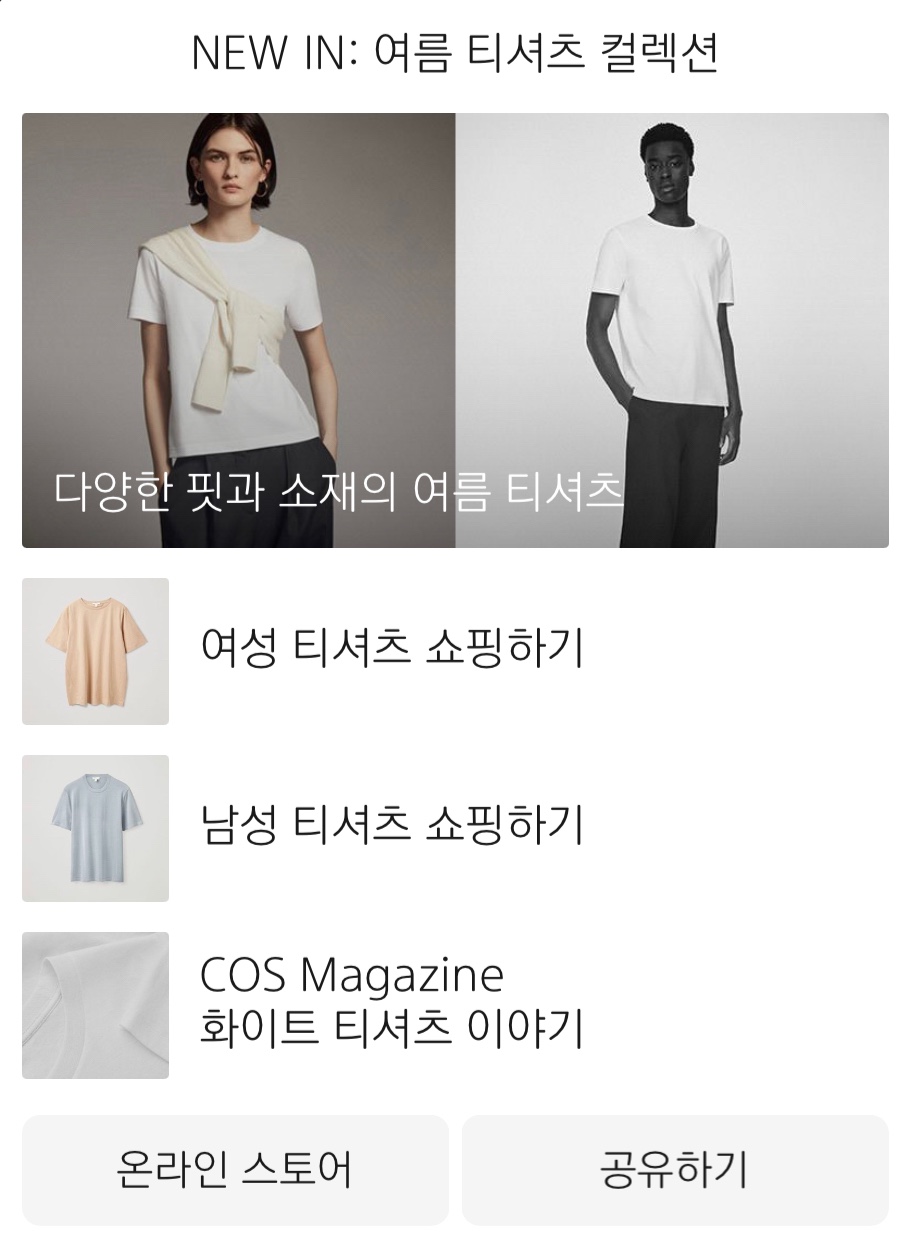 NEW IN: 여름 티셔츠 컬렉션
다양한 핏과 소재의 여름 티셔츠
여성 티셔츠 쇼핑하기
남성 티셔츠 쇼핑하기
COS Magazine
화이트 티셔츠 이야기
온라인 스토어
공유하기